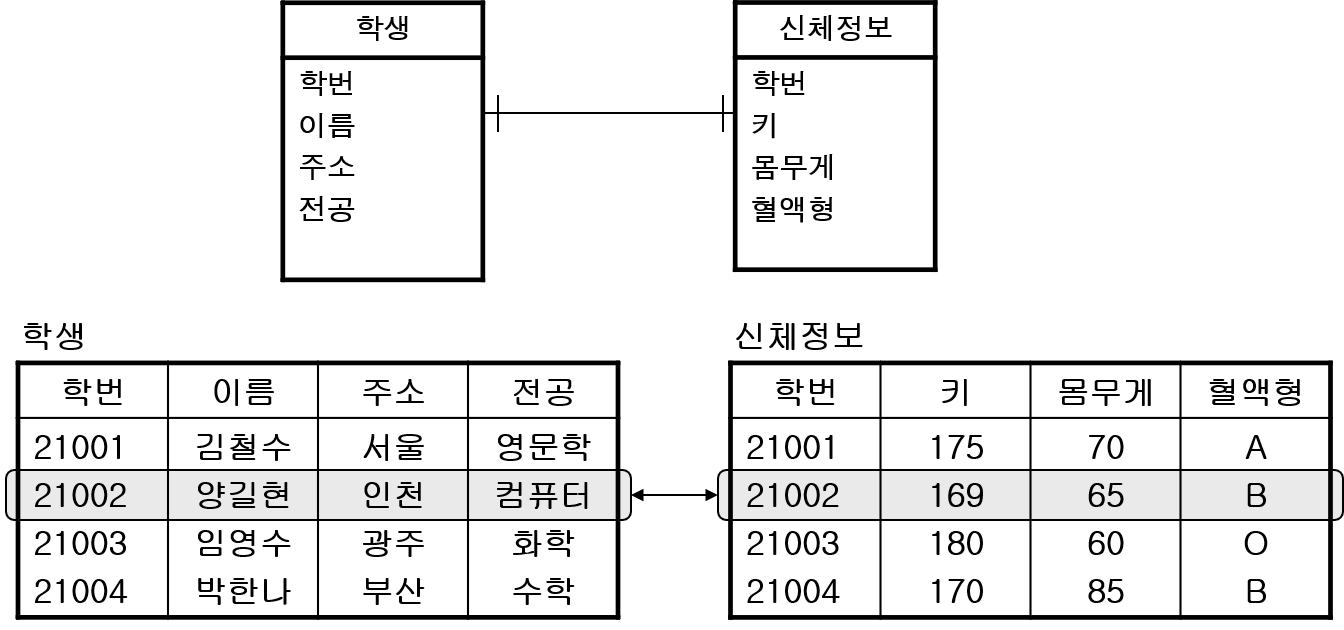 학생
학번
이름
주소
전공
신체정보
학번
키
몸무게
혈액형
학생
학번 이름 주소 전공
21001 김철수 서울 영문학
21002 양길현 인천 컴퓨터
21003 임영수 광주 화학
21004 박한나 부산 수학
신체정보
학번 키 몸무게 혈액형
21001 175 70 A
21002 169 65 B
21003 180 60 O
21004 170 85 B